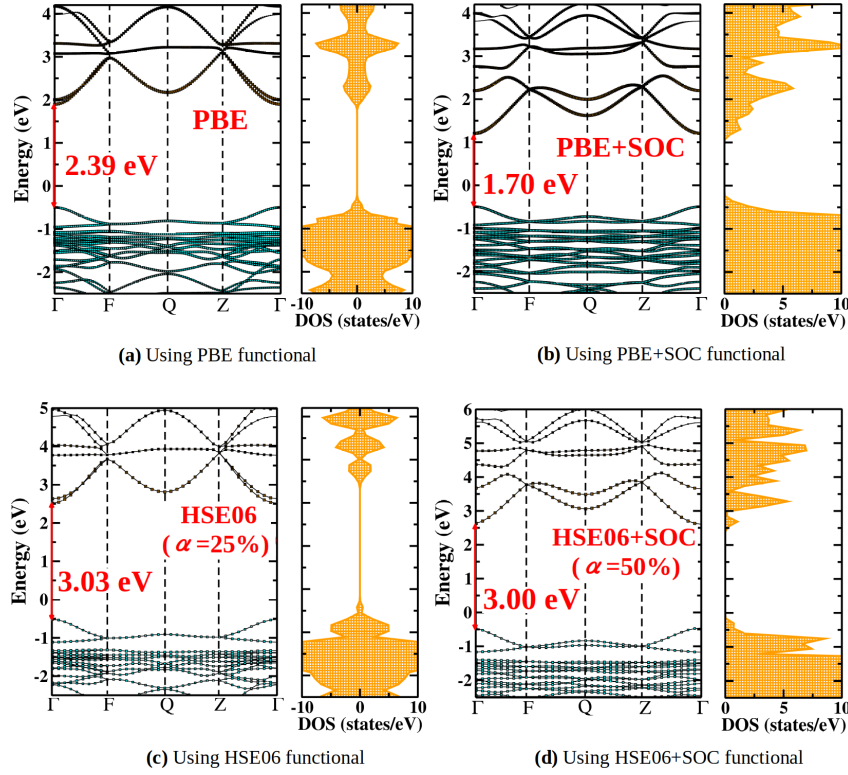 4
3
2
1
0
-1
-2
Energy (eV)
PBE
2.39 eV
Γ F Q Z Γ
-10 0 10
DOS (states/eV)
(a) Using PBE functional
4
3
2
1
0
-1
-2
Energy (eV)
PBE+SOC
1.70 eV
Γ F Q Z Γ
0 5 10
DOS (states/eV)
(b) Using PBE+SOC functional
5
4
3
2
1
0
-1
-2
Energy (eV)
HSE06
(α=25%)
3.03 eV
Γ F Q Z Γ
-10 0 10
DOS (states/eV)
(c) Using HSE06 functional
6
5
4
3
2
1
0
-1
-2
Energy (eV)
HSE06+SOC
(α=50%)
3.00 eV
Γ F Q Z Γ
0 5 10
DOS (states/eV)
(d) Using HSE06+SOC functional